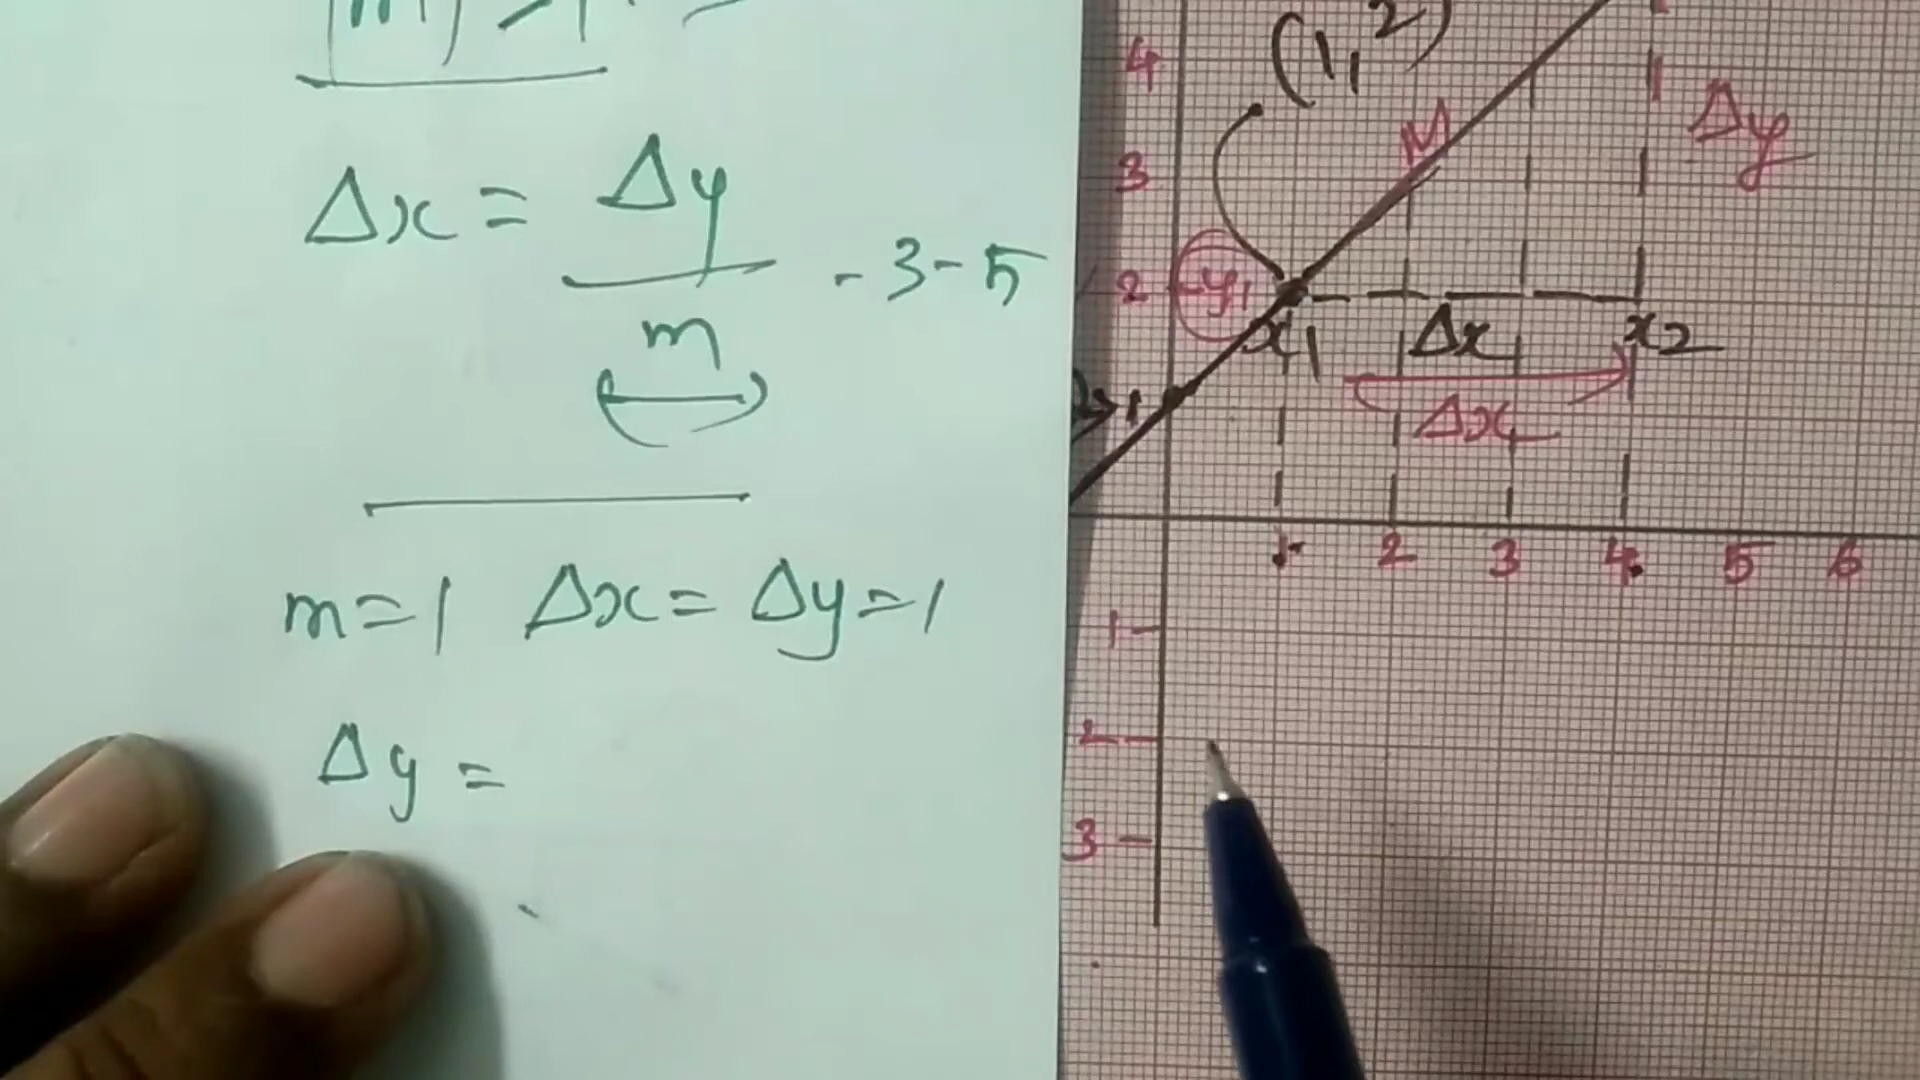 Δx = Δy / m - 3 - 5
m = 1 Δx = Δy = 1
Δy =
(1, 2)
4
Δy
M
3
2 y1
x1 Δx x2
1
Δx
1 2 3 4 5 6
1
2
3